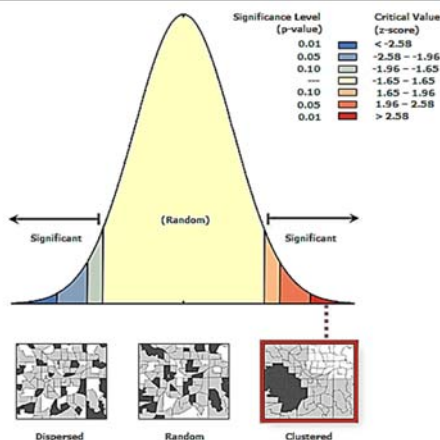 Significance Level Critical Value
(p-value) (z-score)
0.01 < -2.58
0.05 -2.58 – -1.96
0.10 -1.96 – -1.65
--- -1.65 – 1.65
0.10 1.65 – 1.96
0.05 1.96 – 2.58
0.01 > 2.58
(Random)
Significant Significant
Dispersed Random Clustered